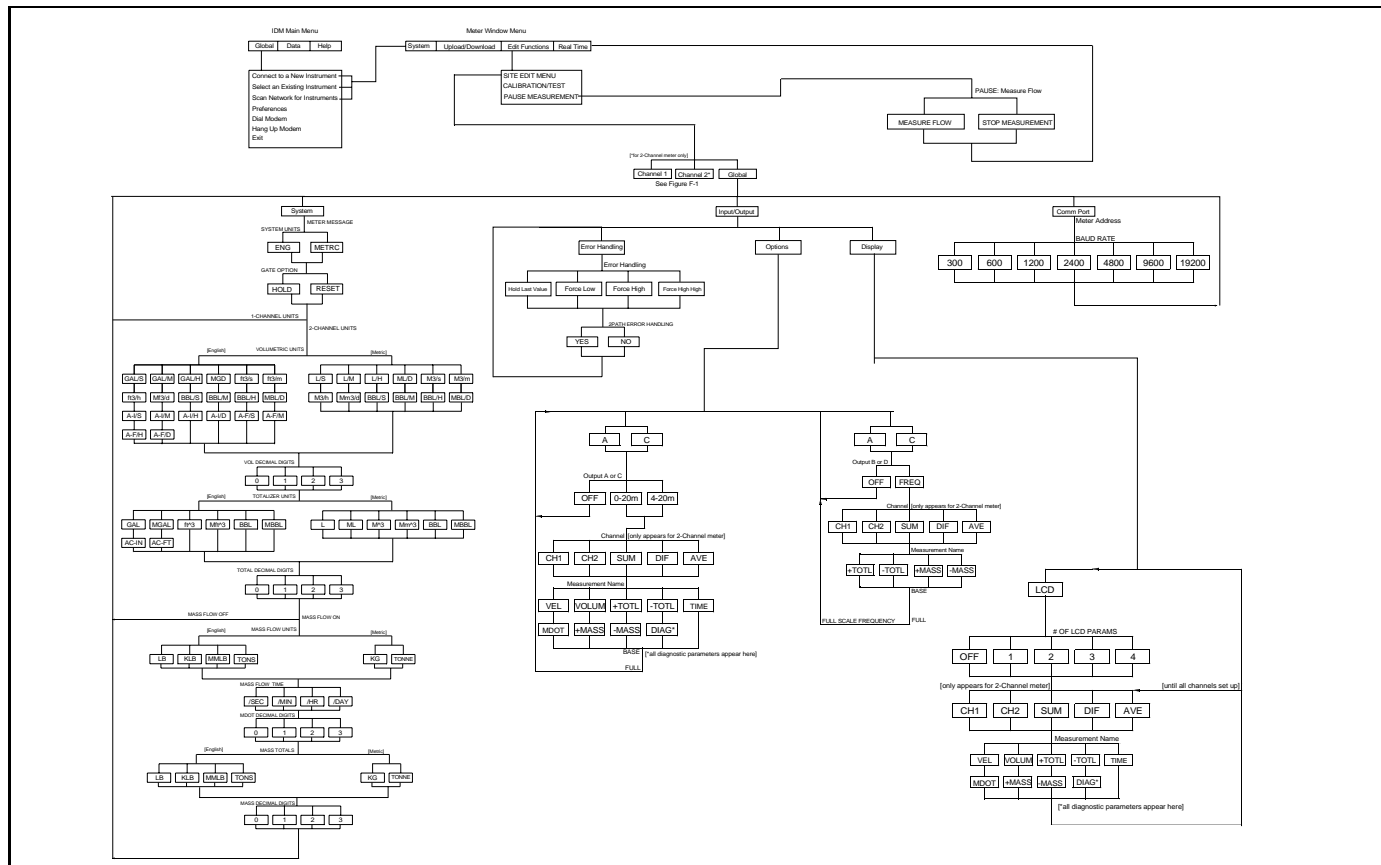 IDM Main Menu
Global Data Help
Connect to a New Instrument
Select an Existing Instrument
Scan Network for Instruments
Preferences
Dial Modem
Hang Up Modem
Exit
Meter Window Menu
System Upload/Download Edit Functions Real Time
SITE EDIT MENU
CALIBRATION/TEST
PAUSE MEASUREMENT
PAUSE: Measure Flow
MEASURE FLOW STOP MEASUREMENT
[*for 2-Channel meter only]
Channel 1 Channel 2* Global
See Figure F-1
System
METER MESSAGE
SYSTEM UNITS
ENG METRC
GATE OPTION
HOLD RESET
1-CHANNEL UNITS
2-CHANNEL UNITS
VOLUMETRIC UNITS
[English] [Metric]
GAL/S GAL/M GAL/H MGD ft3/s ft3/m
ft3/h Mf3/d BBL/S BBL/M BBL/H MBL/D
A-I/S A-I/M A-I/H A-I/D A-F/S A-F/M
A-F/H A-F/D
L/S L/M L/H ML/D M3/s M3/m
M3/h Mm3/d BBL/S BBL/M BBL/H MBL/D
VOL DECIMAL DIGITS
0 1 2 3
TOTALIZER UNITS
[English] [Metric]
GAL MGAL ft^3 Mft^3 BBL MBBL
AC-IN AC-FT
L ML M^3 Mm^3 BBL MBBL
TOTAL DECIMAL DIGITS
0 1 2 3
MASS FLOW OFF
MASS FLOW ON
MASS FLOW UNITS
[English] [Metric]
LB KLB MMLB TONS
KG TONNE
MASS FLOW TIME
/SEC /MIN /HR /DAY
MDOT DECIMAL DIGITS
0 1 2 3
[English] MASS TOTALS [Metric]
LB KLB MMLB TONS
KG TONNE
MASS DECIMAL DIGITS
0 1 2 3
Input/Output
Error Handling Options Display
Error Handling
Hold Last Value Force Low Force High Force High High
2PATH ERROR HANDLING
YES NO
A C
Output A or C
OFF 0-20m 4-20m
Channel [only appears for 2-Channel meter]
CH1 CH2 SUM DIF AVE
Measurement Name
VEL VOLUM +TOTL -TOTL TIME
MDOT +MASS -MASS DIAG*
BASE
[*all diagnostic parameters appear here]
FULL
A C
Output B or D
OFF FREQ
Channel [only appears for 2-Channel meter]
CH1 CH2 SUM DIF AVE
Measurement Name
+TOTL -TOTL +MASS -MASS
BASE
FULL SCALE FREQUENCY FULL
LCD
# OF LCD PARAMS
OFF 1 2 3 4
[only appears for 2-Channel meter] [until all channels set up]
CH1 CH2 SUM DIF AVE
Measurement Name
VEL VOLUM +TOTL -TOTL TIME
MDOT +MASS -MASS DIAG*
[*all diagnostic parameters appear here]
Comm Port
Meter Address
BAUD RATE
300 600 1200 2400 4800 9600 19200